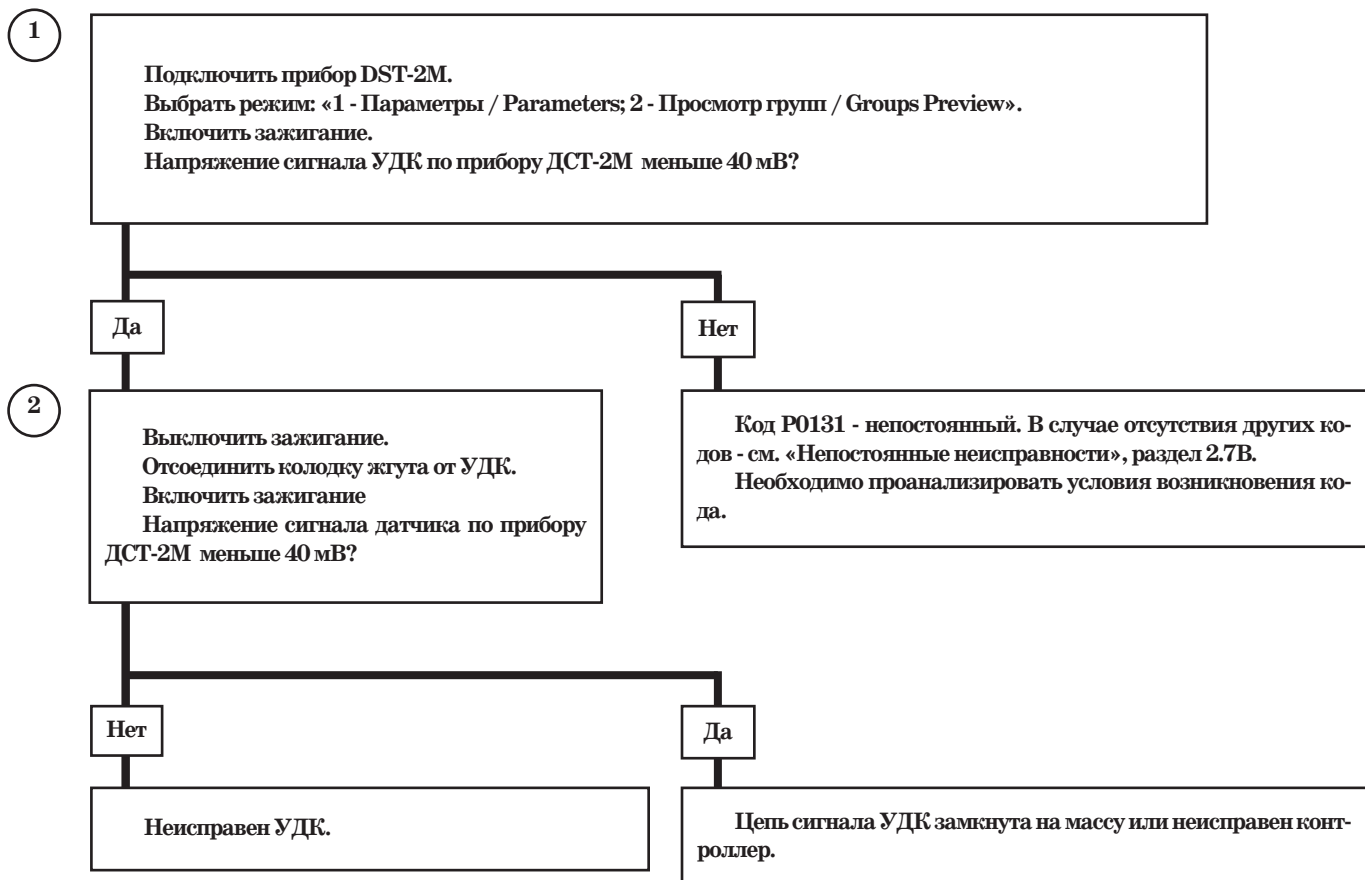 1
Подключить прибор DST-2M.
Выбрать режим: «1 - Параметры / Parameters; 2 - Просмотр групп / Groups Preview».
Включить зажигание.
Напряжение сигнала УДК по прибору ДСТ-2М меньше 40 мВ?
Да
Нет
2
Выключить зажигание.
Отсоединить колодку жгута от УДК.
Включить зажигание
Напряжение сигнала датчика по прибору
ДСТ-2М меньше 40 мВ?
Код Р0131 - непостоянный. В случае отсутствия других ко-
дов - см. «Непостоянные неисправности», раздел 2.7В.
Необходимо проанализировать условия возникновения ко-
да.
Нет
Да
Неисправен УДК.
Цепь сигнала УДК замкнута на массу или неисправен конт-
роллер.